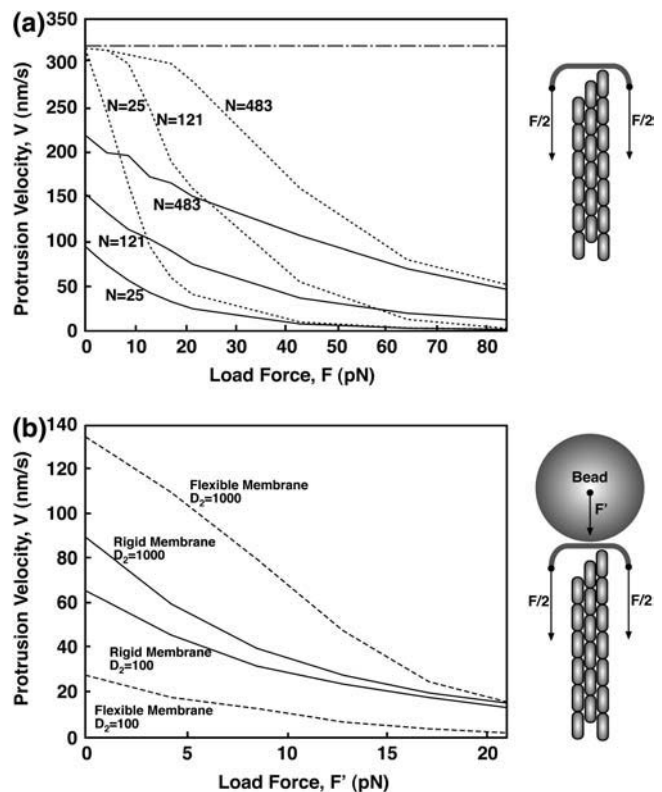 (a)
350
300
250
200
150
100
50
0
Protrusion Velocity, V (nm/s)
N=25
N=121
N=483
N=483
N=121
N=25
0 10 20 30 40 50 60 70 80
Load Force, F (pN)
F/2 F/2
(b)
140
120
100
80
60
40
20
0
Protrusion Velocity, V (nm/s)
Flexible Membrane
D₂=1000
Rigid Membrane
D₂=1000
Rigid Membrane
D₂=100
Flexible Membrane
D₂=100
0 5 10 15 20
Load Force, F' (pN)
Bead
F'
F/2 F/2